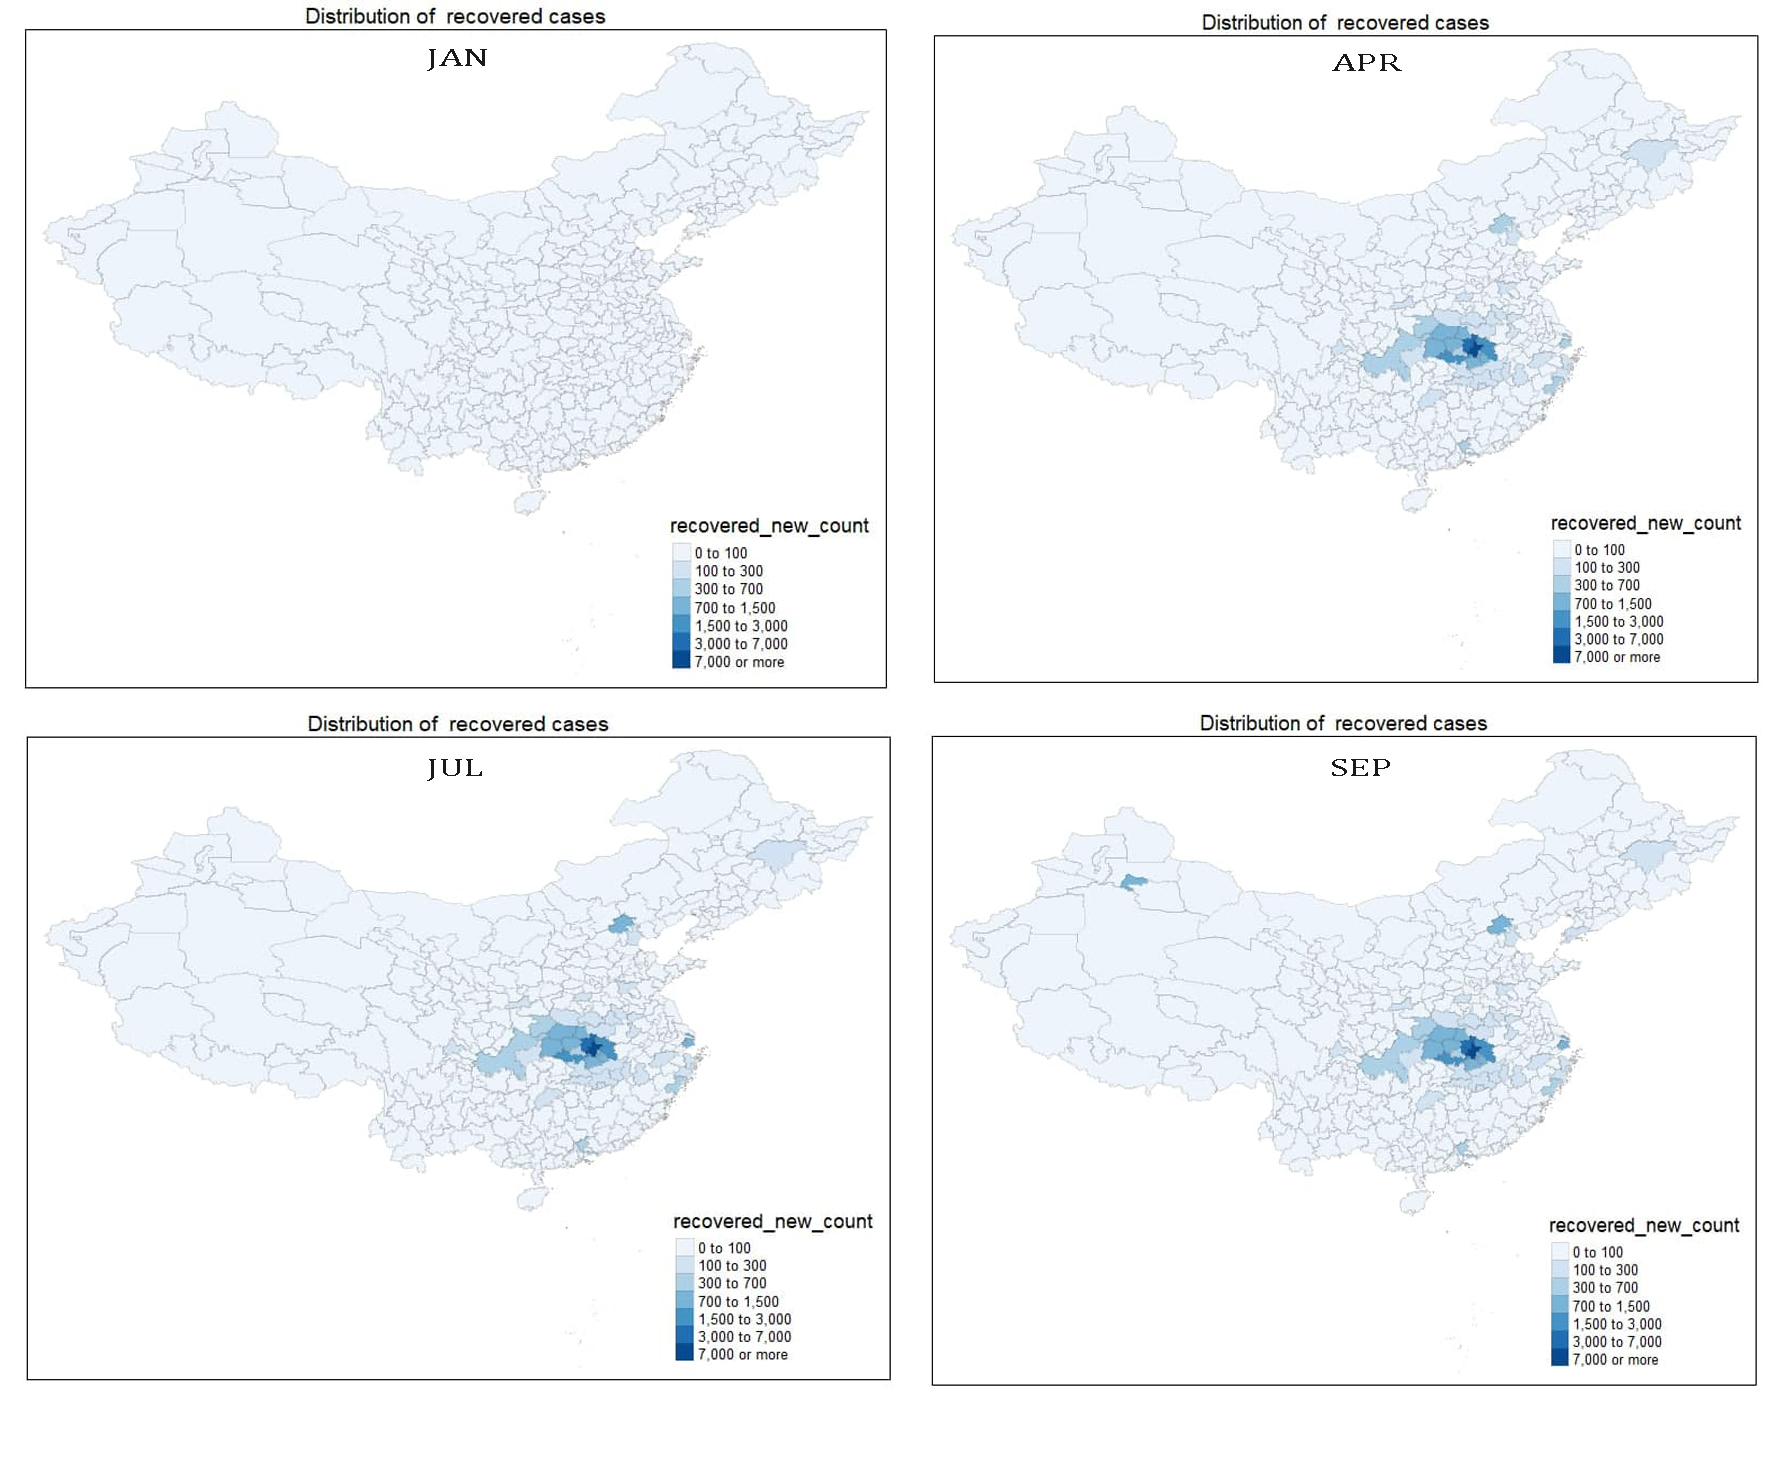 Distribution of  recovered cases
JAN
recovered_new_count
0 to 100
100 to 300
300 to 700
700 to 1,500
1,500 to 3,000
3,000 to 7,000
7,000 or more
Distribution of  recovered cases
APR
recovered_new_count
0 to 100
100 to 300
300 to 700
700 to 1,500
1,500 to 3,000
3,000 to 7,000
7,000 or more
Distribution of  recovered cases
JUL
recovered_new_count
0 to 100
100 to 300
300 to 700
700 to 1,500
1,500 to 3,000
3,000 to 7,000
7,000 or more
Distribution of  recovered cases
SEP
recovered_new_count
0 to 100
100 to 300
300 to 700
700 to 1,500
1,500 to 3,000
3,000 to 7,000
7,000 or more